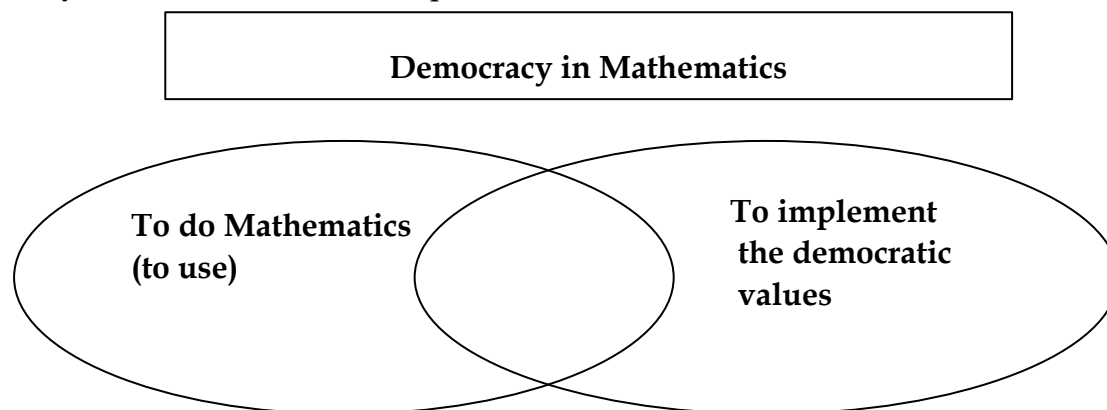 Democracy in Mathematics
To do Mathematics
(to use)
To implement
the democratic
values